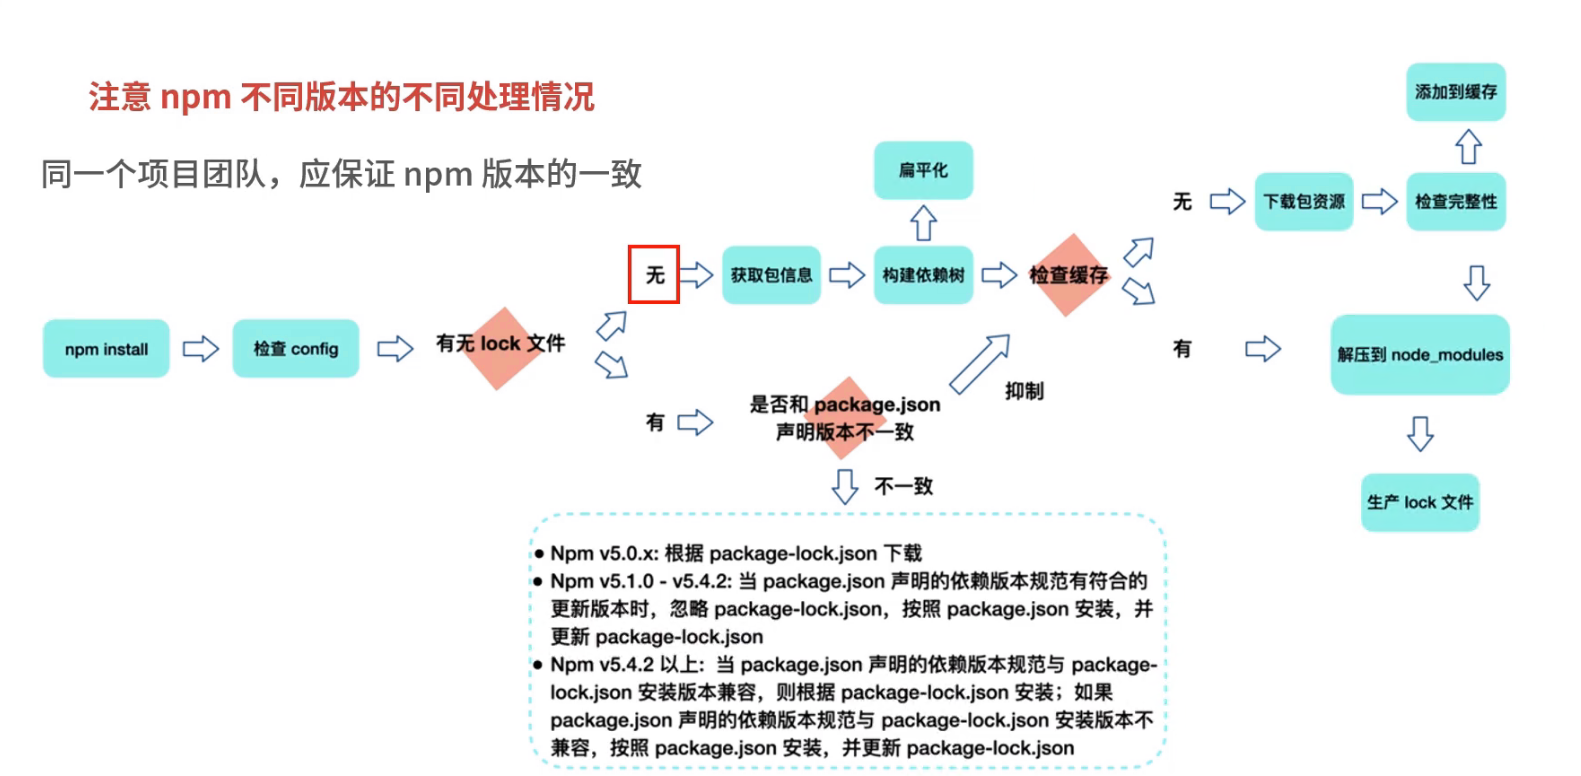 注意 npm 不同版本的不同处理情况
同一个项目团队，应保证 npm 版本的一致
npm install
检查 config
有无 lock 文件
无
获取包信息
构建依赖树
扁平化
检查缓存
无
下载包资源
检查完整性
添加到缓存
有
解压到 node_modules
生产 lock 文件
有
是否和 package.json
声明版本不一致
抑制
不一致
● Npm v5.0.x: 根据 package-lock.json 下载
● Npm v5.1.0 - v5.4.2: 当 package.json 声明的依赖版本规范有符合的
更新版本时，忽略 package-lock.json，按照 package.json 安装，并
更新 package-lock.json
● Npm v5.4.2 以上：当 package.json 声明的依赖版本规范与 package-
lock.json 安装版本兼容，则根据 package-lock.json 安装；如果
package.json 声明的依赖版本规范与 package-lock.json 安装版本不
兼容，按照 package.json 安装，并更新 package-lock.json